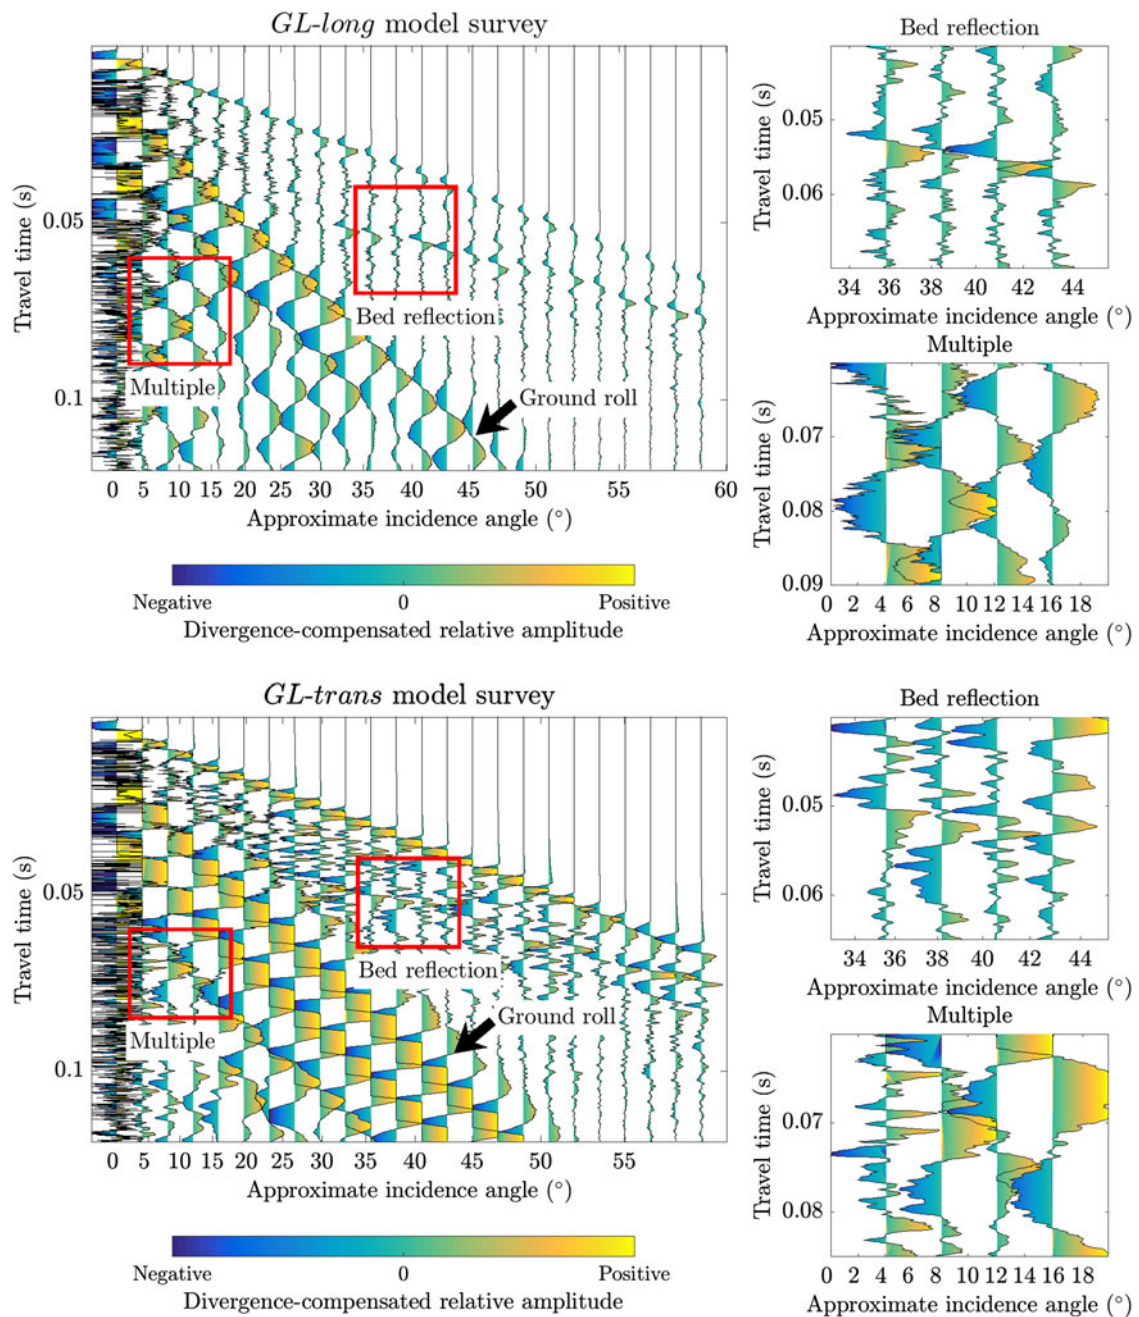 GL-long model survey
Travel time (s)
0.05
0.1
Bed reflection
Multiple
Ground roll
0 5 10 15 20 25 30 35 40 45 50 55 60
Approximate incidence angle (°)
Negative 0 Positive
Divergence-compensated relative amplitude
Bed reflection
Travel time (s)
0.05
0.06
34 36 38 40 42 44
Approximate incidence angle (°)
Multiple
Travel time (s)
0.07
0.08
0.09
0 2 4 6 8 10 12 14 16 18
Approximate incidence angle (°)
GL-trans model survey
Travel time (s)
0.05
0.1
Bed reflection
Multiple
Ground roll
0 5 10 15 20 25 30 35 40 45 50 55
Approximate incidence angle (°)
Negative 0 Positive
Divergence-compensated relative amplitude
Bed reflection
Travel time (s)
0.05
0.06
34 36 38 40 42 44
Approximate incidence angle (°)
Multiple
Travel time (s)
0.07
0.08
0 2 4 6 8 10 12 14 16 18
Approximate incidence angle (°)